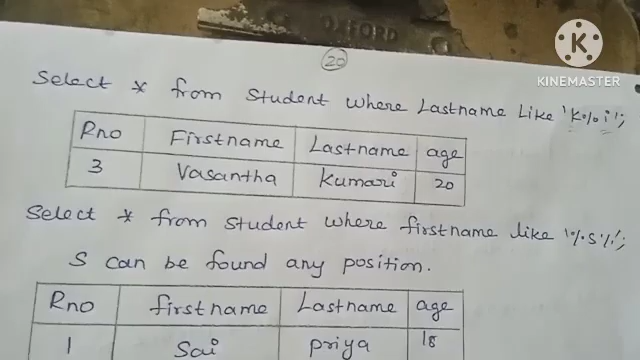 OXFORD
KINEMASTER
20
Select * from Student where Lastname Like 'K%i';
Rno Firstname Lastname age
3 Vasantha Kumari 20
Select * from Student where firstname like '%s%';
S can be found any position.
Rno firstname Lastname age
1 Sai priya 18